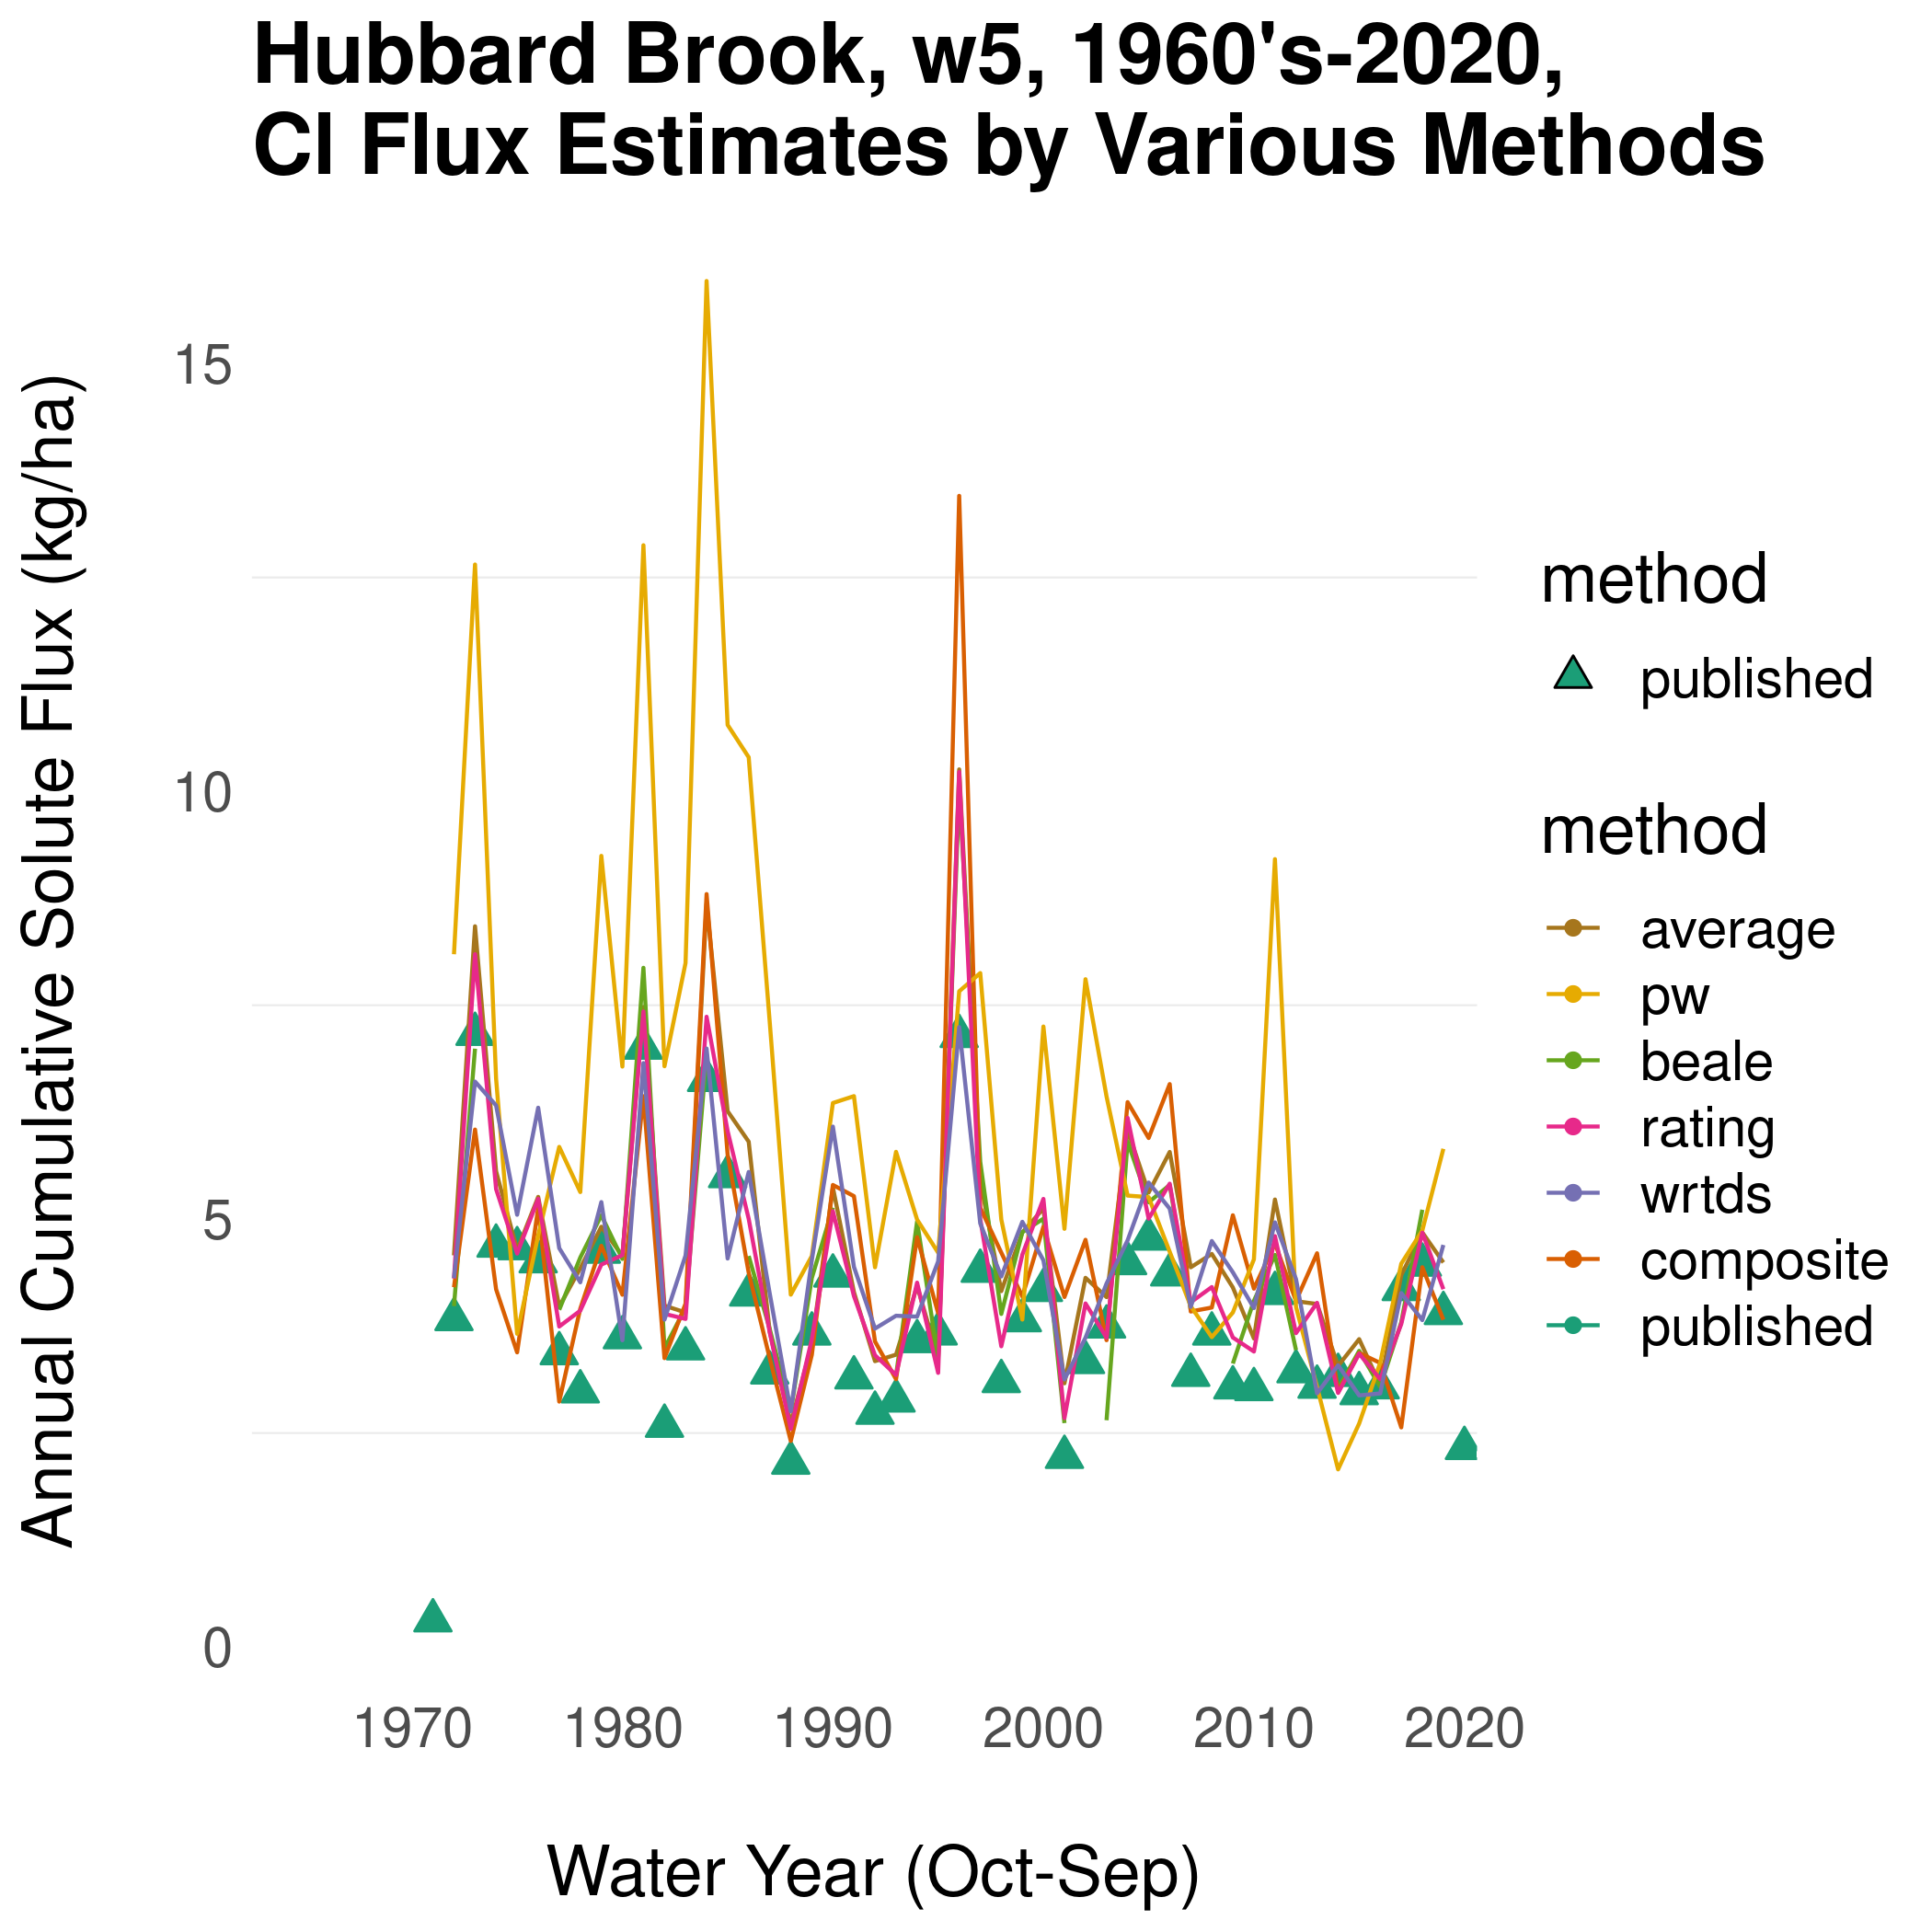 Hubbard Brook, w5, 1960's-2020,
Cl Flux Estimates by Various Methods
Annual Cumulative Solute Flux (kg/ha)
15
10
5
0
1970 1980 1990 2000 2010 2020
Water Year (Oct-Sep)
method
published
method
average
pw
beale
rating
wrtds
composite
published